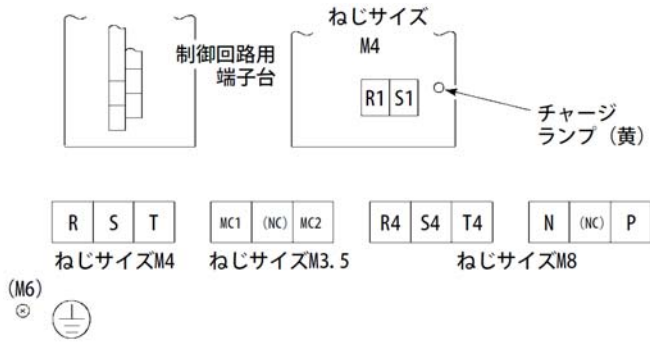 ねじサイズ
M4
制御回路用
端子台
R1 S1
チャージ
ランプ（黄）
R S T
MC1 (NC) MC2
R4 S4 T4
N (NC) P
ねじサイズM4
ねじサイズM3.5
ねじサイズM8
(M6)